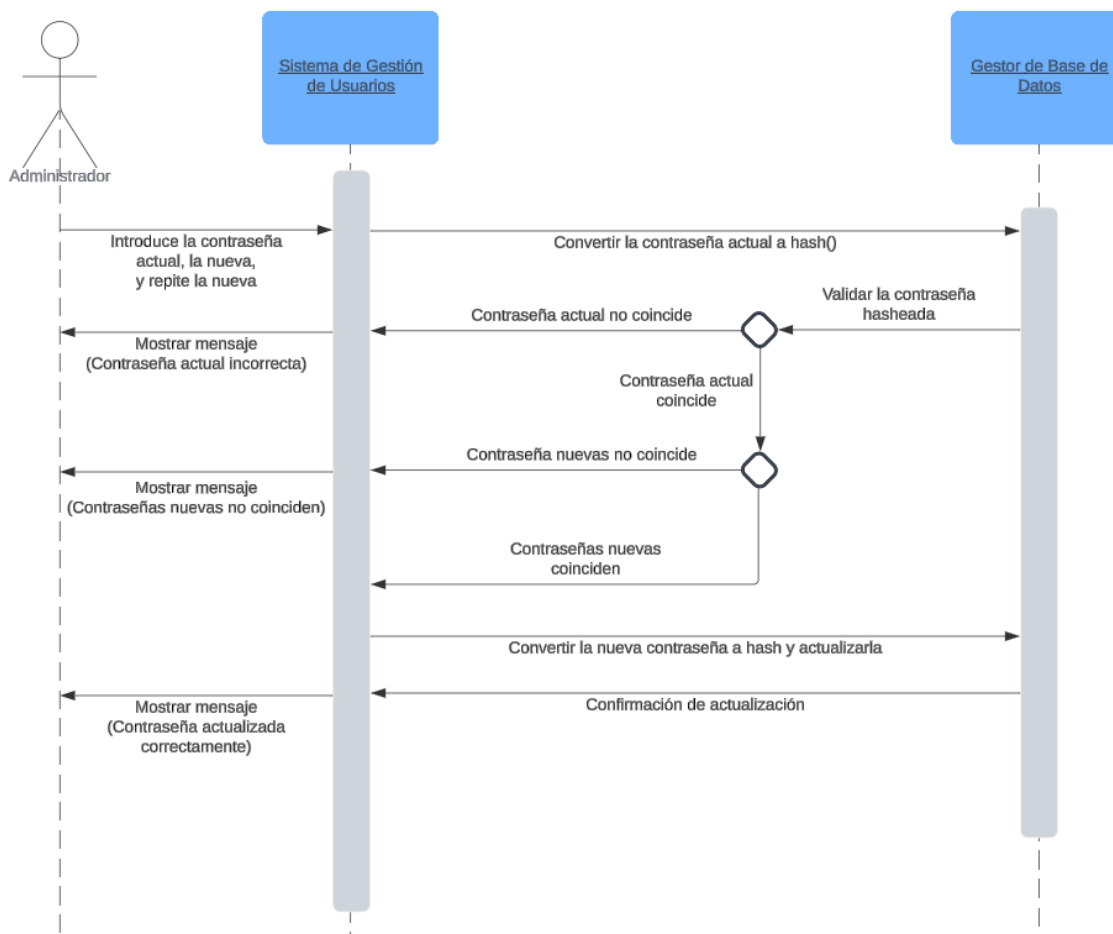 Sistema de Gestión
de Usuarios
Gestor de Base de
Datos
Administrador
Introduce la contraseña
actual, la nueva,
y repite la nueva
Convertir la contraseña actual a hash()
Validar la contraseña
hasheada
Contraseña actual no coincide
Mostrar mensaje
(Contraseña actual incorrecta)
Contraseña actual
coincide
Contraseña nuevas no coincide
Mostrar mensaje
(Contraseñas nuevas no coinciden)
Contraseñas nuevas
coinciden
Convertir la nueva contraseña a hash y actualizarla
Confirmación de actualización
Mostrar mensaje
(Contraseña actualizada
correctamente)